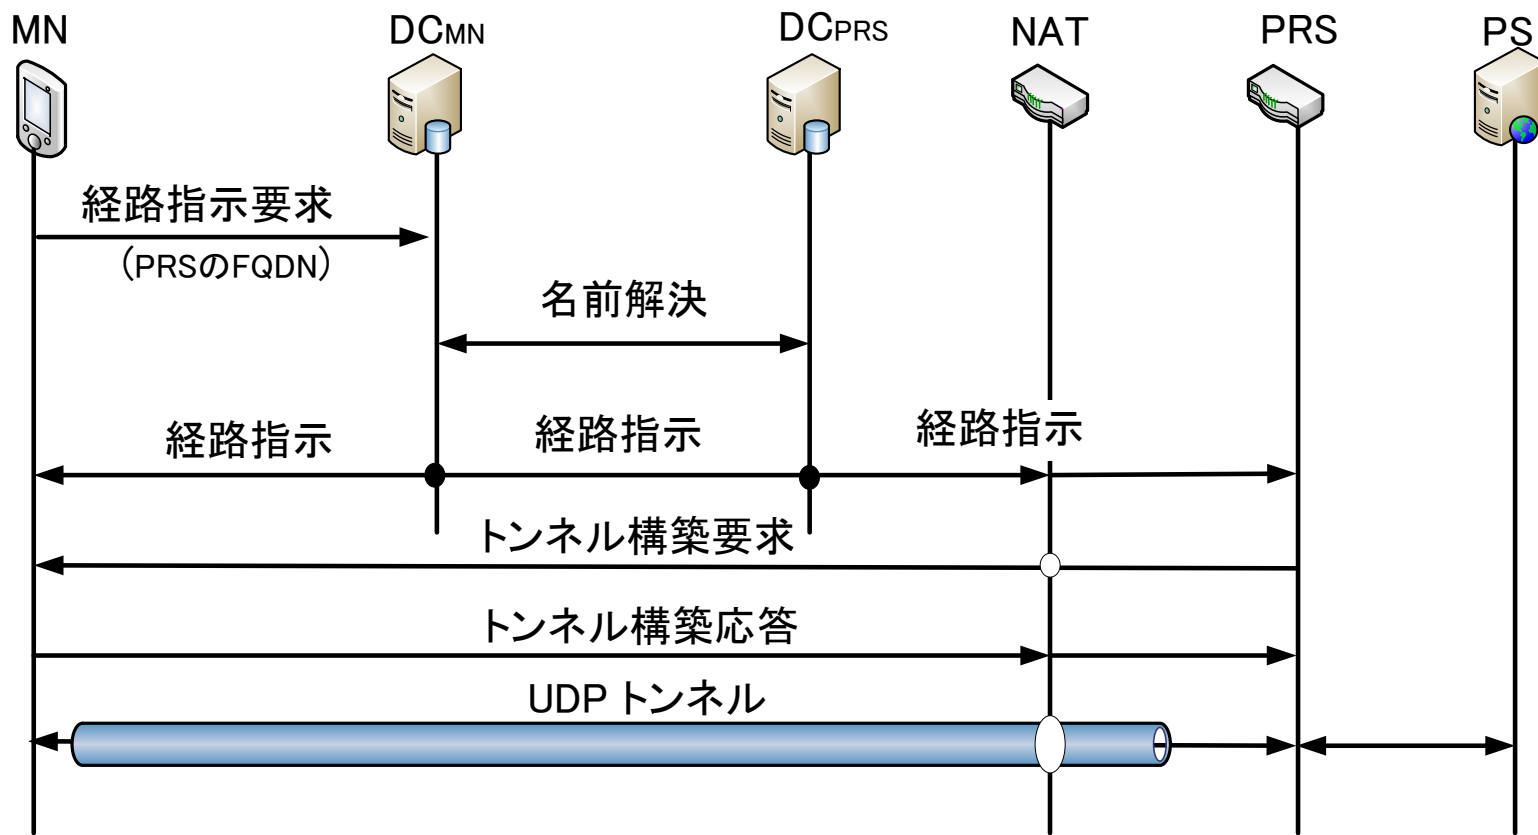 MN
DCMN
DCPRS
NAT
PRS
PS
経路指示要求
(PRSのFQDN)
名前解決
経路指示
経路指示
経路指示
トンネル構築要求
トンネル構築応答
UDP トンネル